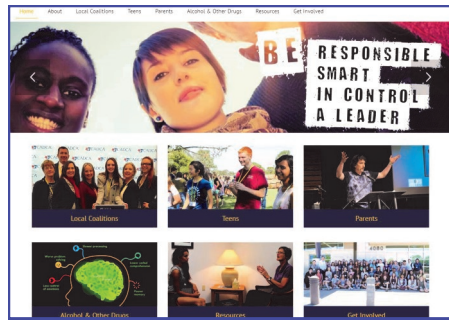 Home About Local Coalitions Teens Parents Alcohol & Other Drugs Resources Get Involved
BE RESPONSIBLE
SMART
IN CONTROL
A LEADER
CADCA
Local Coalitions Teens Parents
Alcohol & Other Drugs Resources Get Involved